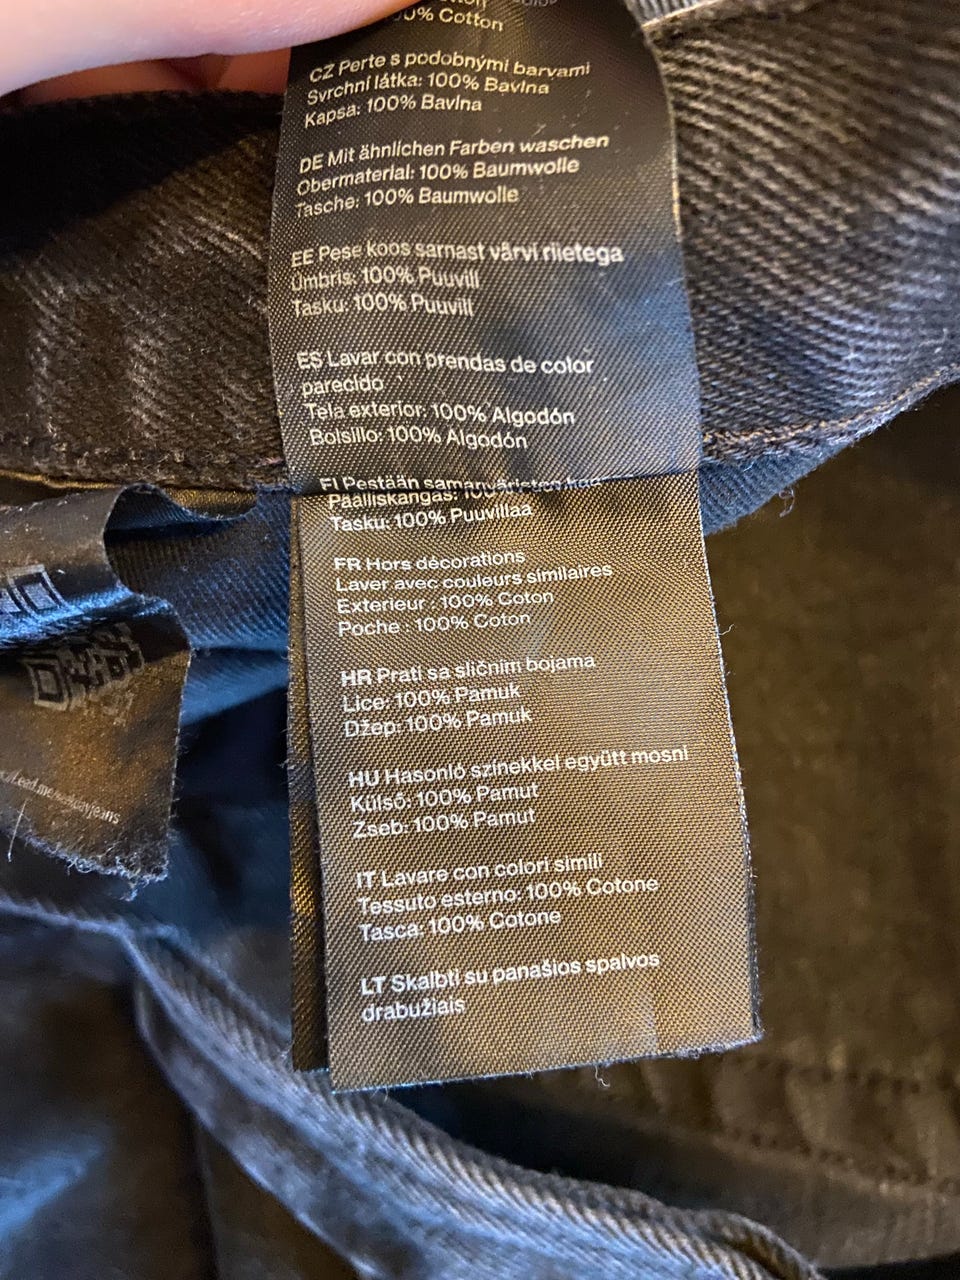 0% Cotton
CZ Perte s podobnými barvami
Svrchní látka: 100% Bavlna
Kapsa: 100% Bavlna
DE Mit ähnlichen Farben waschen
Obermaterial: 100% Baumwolle
Tasche: 100% Baumwolle
EE Pese koos sarnast värvi riietega
Ümbris: 100% Puuvill
Tasku: 100% Puuvill
ES Lavar con prendas de color
parecido
Tela exterior: 100% Algodón
Bolsillo: 100% Algodón
FI Pestään samanväristen
Päälliskangas: 100%
Tasku: 100% Puuvillaa
FR Hors décorations
Laver avec couleurs similaires
Exterieur : 100% Coton
Poche : 100% Coton
HR Prati sa sličnim bojama
Lice: 100% Pamuk
Džep: 100% Pamuk
HU Hasonló színekkel együtt mosni
Külső: 100% Pamut
Zseb: 100% Pamut
IT Lavare con colori simili
Tessuto esterno: 100% Cotone
Tasca: 100% Cotone
LT Skalbti su panašios spalvos
drabužiais